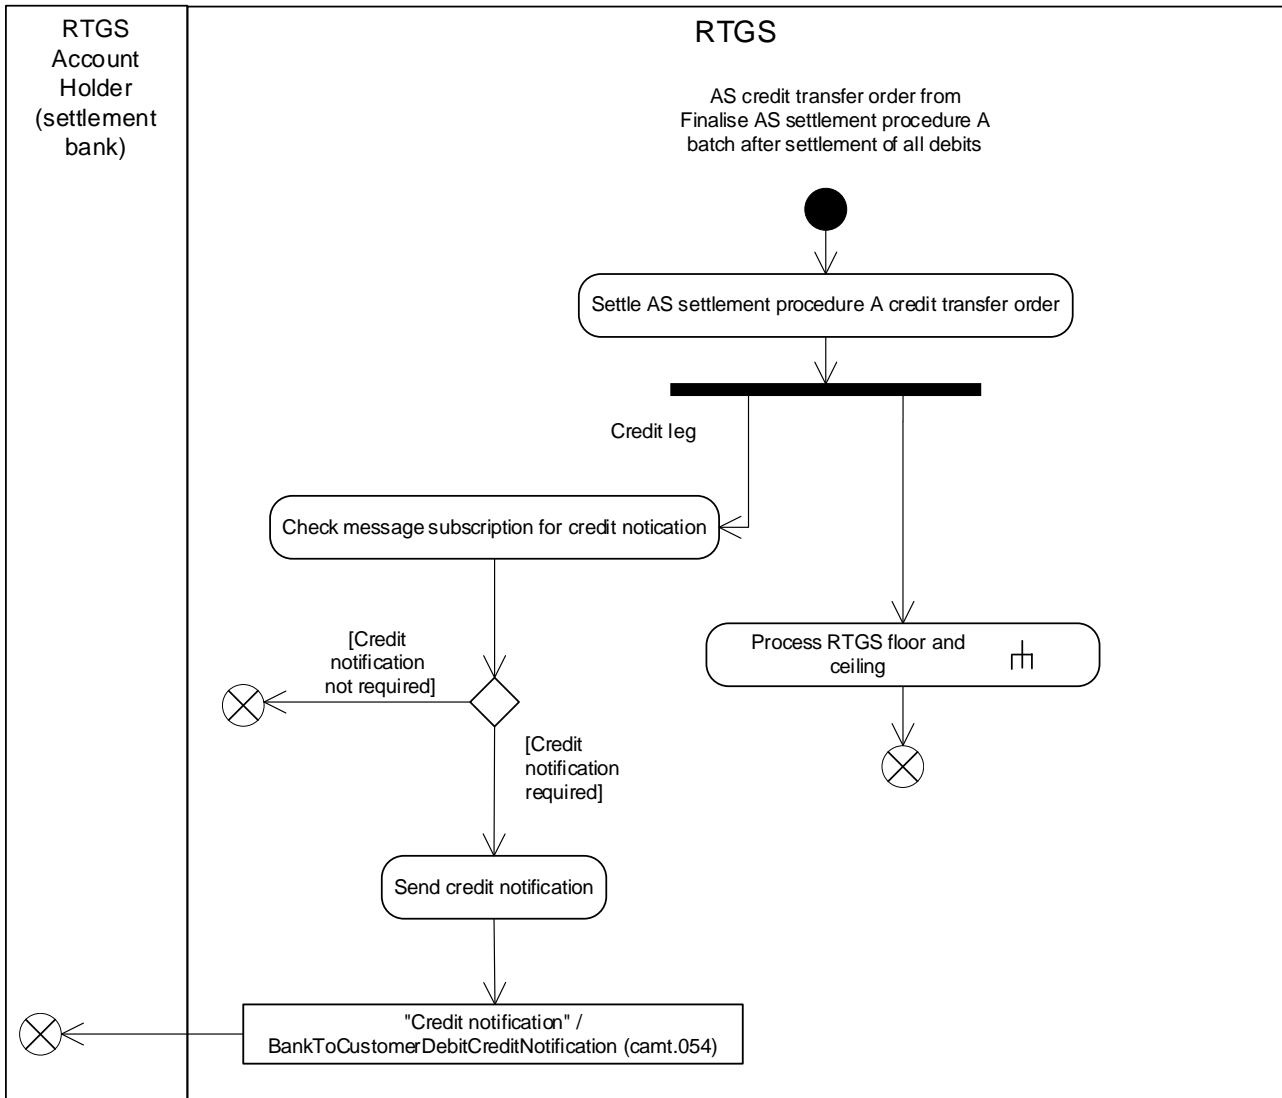 RTGS
Account
Holder
(settlement
bank)
RTGS
AS credit transfer order from
Finalise AS settlement procedure A
batch after settlement of all debits
Settle AS settlement procedure A credit transfer order
Credit leg
Check message subscription for credit notication
[Credit
notification
not required]
Process RTGS floor and
ceiling
[Credit
notification
required]
Send credit notification
"Credit notification" /
BankToCustomerDebitCreditNotification (camt.054)